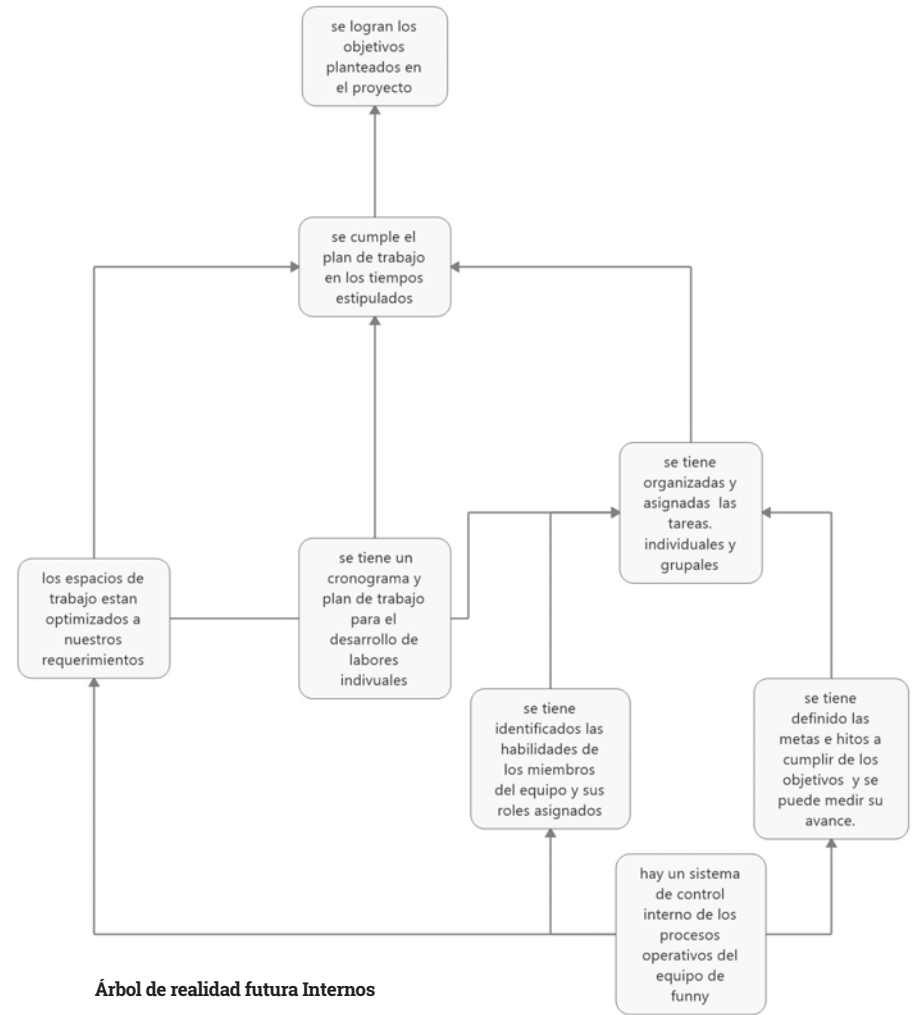 se logran los
objetivos
planteados en
el proyecto
se cumple el
plan de trabajo
en los tiempos
estipulados
se tiene
organizadas y
asignadas las
tareas.
individuales y
grupales
se tiene un
cronograma y
plan de trabajo
para el
desarrollo de
labores
indivuales
los espacios de
trabajo estan
optimizados a
nuestros
requerimientos
se tiene
identificados las
habilidades de
los miembros
del equipo y sus
roles asignados
se tiene
definido las
metas e hitos a
cumplir de los
objetivos y se
puede medir su
avance.
hay un sistema
de control
interno de los
procesos
operativos del
equipo de
funny
Árbol de realidad futura Internos